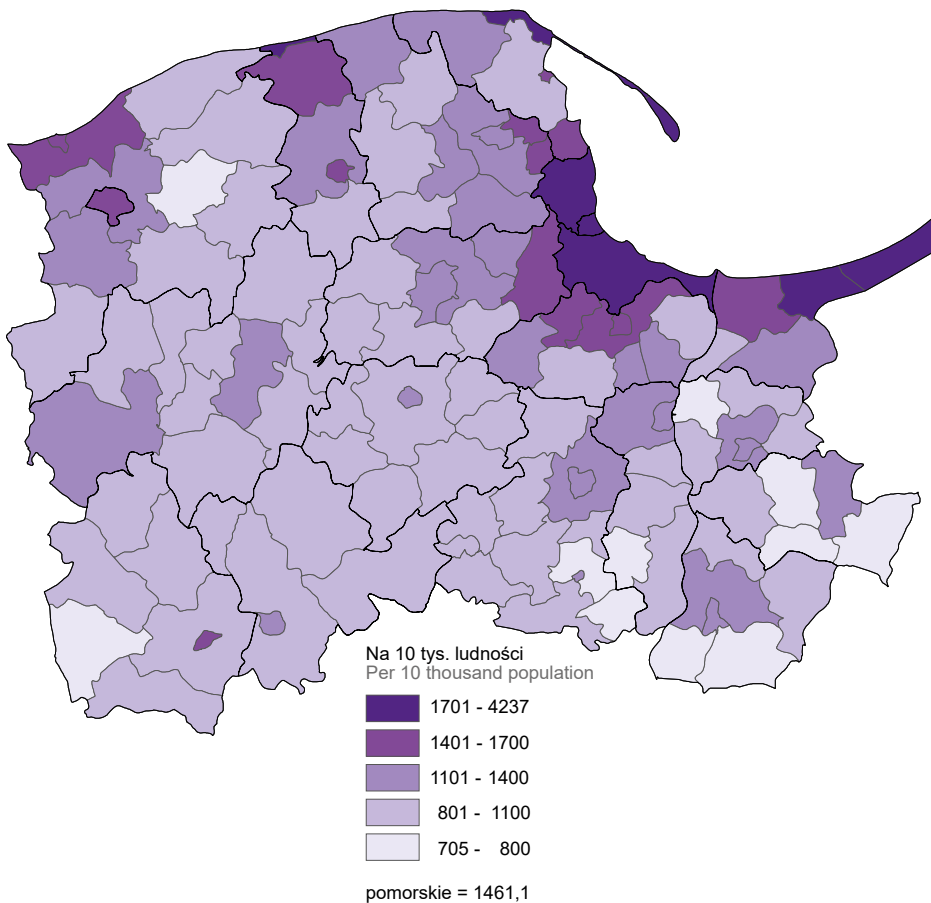 Na 10 tys. ludności
Per 10 thousand population
1701 - 4237
1401 - 1700
1101 - 1400
801 - 1100
705 - 800
pomorskie = 1461,1